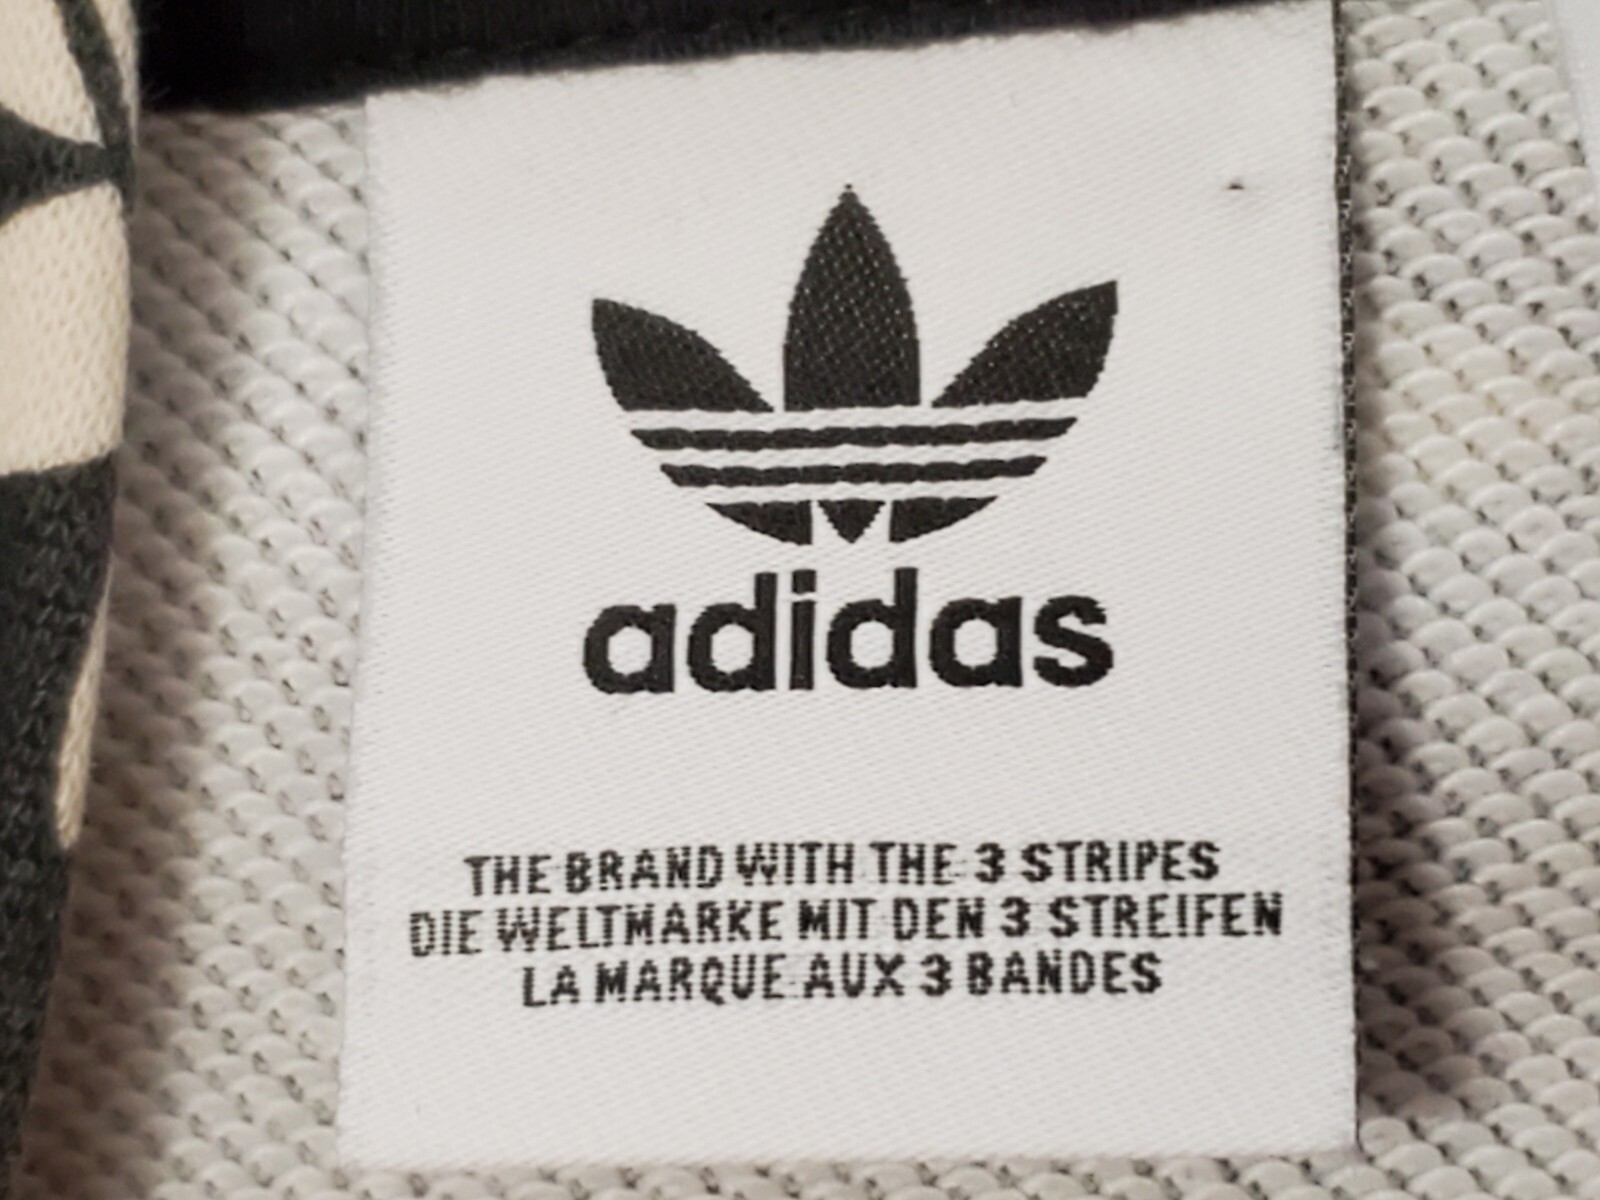 adidas
THE BRAND WITH THE 3 STRIPES
DIE WELTMARKE MIT DEN 3 STREIFEN
LA MARQUE AUX 3 BANDES